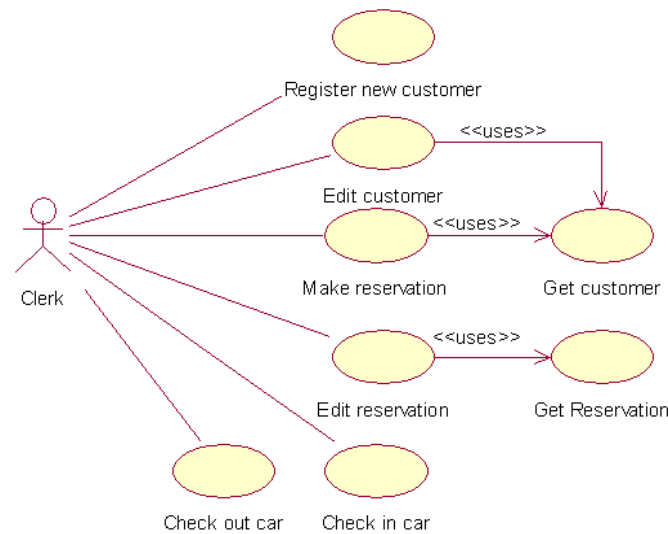 Register new customer
<<uses>>
Edit customer
<<uses>>
Clerk
Make reservation
Get customer
<<uses>>
Edit reservation
Get Reservation
Check out car
Check in car